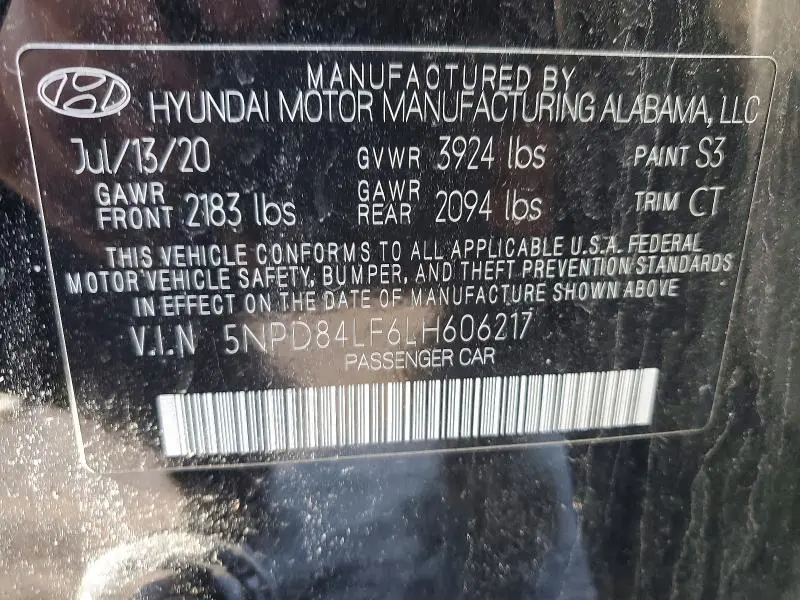 MANUFACTURED BY
HYUNDAI MOTOR MANUFACTURING ALABAMA, LLC
Jul/13/20 GVWR 3924 lbs PAINT S3
GAWR FRONT 2183 lbs GAWR REAR 2094 lbs TRIM CT
THIS VEHICLE CONFORMS TO ALL APPLICABLE U.S.A. FEDERAL
MOTOR VEHICLE SAFETY, BUMPER, AND THEFT PREVENTION STANDARDS
IN EFFECT ON THE DATE OF MANUFACTURE SHOWN ABOVE
V.I.N 5NPD84LF6LH606217
PASSENGER CAR